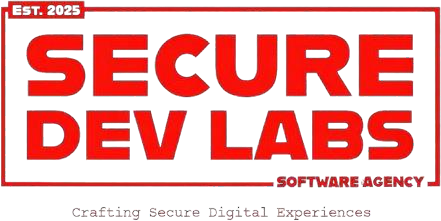 Est. 2025
SECURE
DEV LABS
SOFTWARE AGENCY
Crafting Secure Digital Experiences